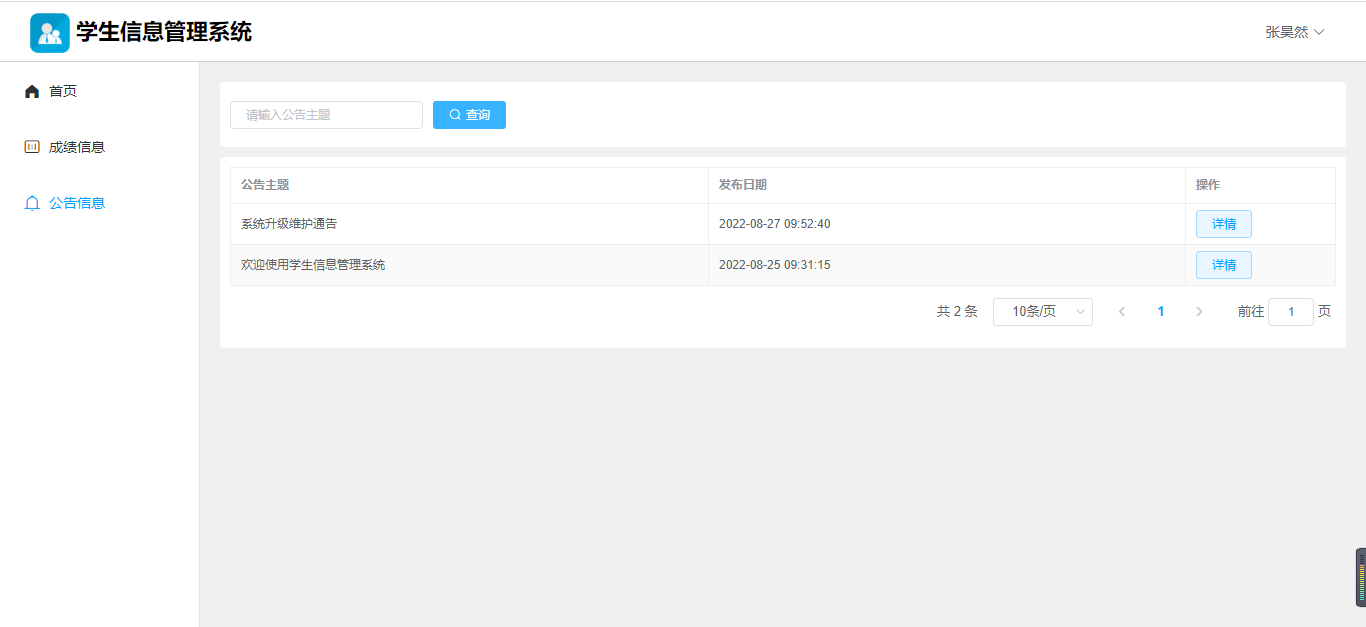 学生信息管理系统
张昊然
首页
成绩信息
公告信息
请输入公告主题
查询
公告主题 发布日期 操作
系统升级维护通告 2022-08-27 09:52:40 详情
欢迎使用学生信息管理系统 2022-08-25 09:31:15 详情
共 2 条 10条/页 1 前往 1 页